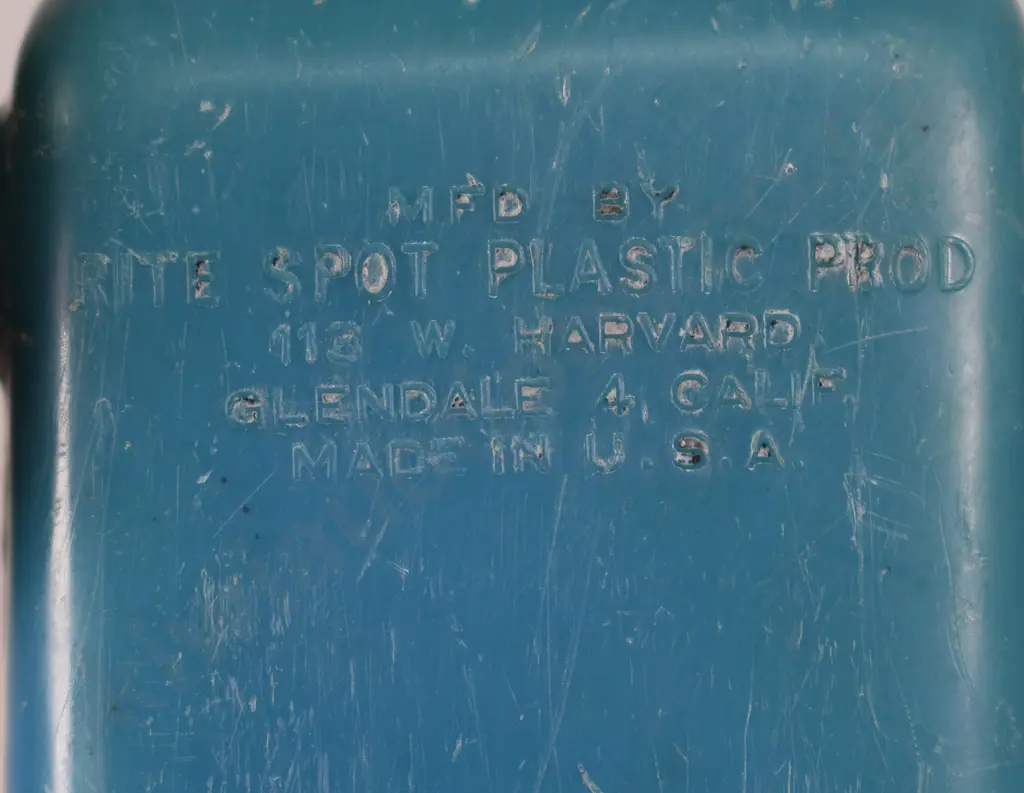 MFD BY
RITE SPOT PLASTIC PROD
113 W. HARVARD
GLENDALE 4, CALIF.
MADE IN U.S.A.